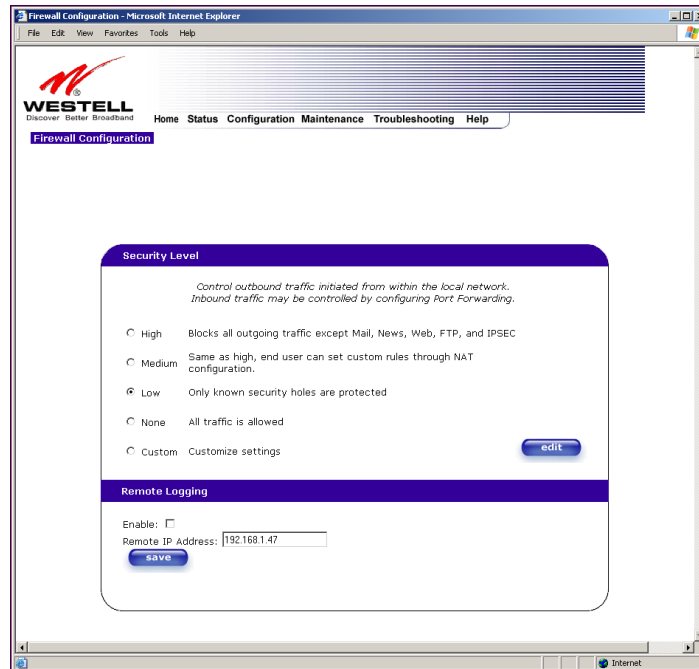 Firewall Configuration - Microsoft Internet Explorer
File Edit View Favorites Tools Help
WESTELL
Discover Better Broadband
Home Status Configuration Maintenance Troubleshooting Help
Firewall Configuration
Security Level
Control outbound traffic initiated from within the local network.
Inbound traffic may be controlled by configuring Port Forwarding.
High Blocks all outgoing traffic except Mail, News, Web, FTP, and IPSEC
Medium Same as high, end user can set custom rules through NAT
configuration.
Low Only known security holes are protected
None All traffic is allowed
Custom Customize settings
edit
Remote Logging
Enable:
Remote IP Address: 192.168.1.47
save
Internet